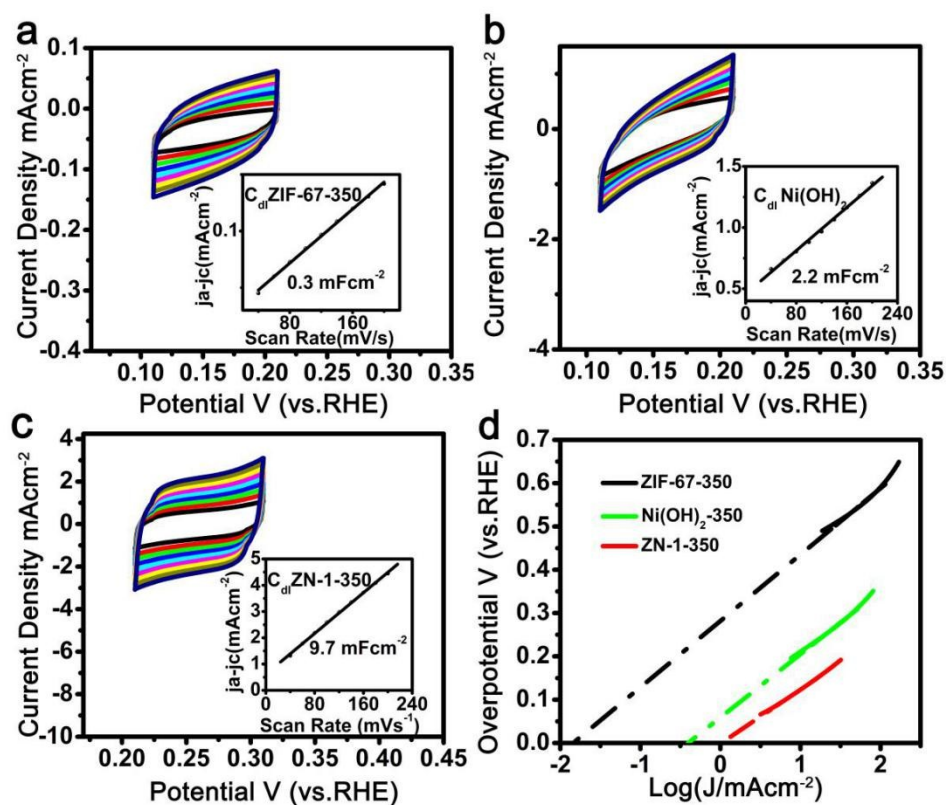 a
0.1
0.0
-0.1
-0.2
-0.3
-0.4
Current Density mAcm-2
0.10 0.15 0.20 0.25 0.30 0.35
Potential V (vs.RHE)
CdlZIF-67-350
0.1
ja-jc(mAcm-2)
0.3 mFcm-2
80 160
Scan Rate(mV/s)
b
2
0
-2
-4
Current Density mAcm-2
0.10 0.15 0.20 0.25 0.30 0.35
Potential V (vs.RHE)
1.5
1.0
0.5
ja-jc(mAcm-2)
Cdl Ni(OH)2
2.2 mFcm-2
0 80 160 240
Scan Rate(mV/s)
c
4
2
0
-2
-4
-6
-8
-10
Current Density mAcm-2
0.20 0.25 0.30 0.35 0.40 0.45
Potential V (vs.RHE)
5
4
3
2
1
0
ja-jc(mAcm-2)
CdlZN-1-350
9.7 mFcm-2
0 80 160 240
Scan Rate (mVs-1)
d
0.7
0.6
0.5
0.4
0.3
0.2
0.1
0.0
Overpotential V (vs.RHE)
ZIF-67-350
Ni(OH)2-350
ZN-1-350
-2 -1 0 1 2
Log(J/mAcm-2)